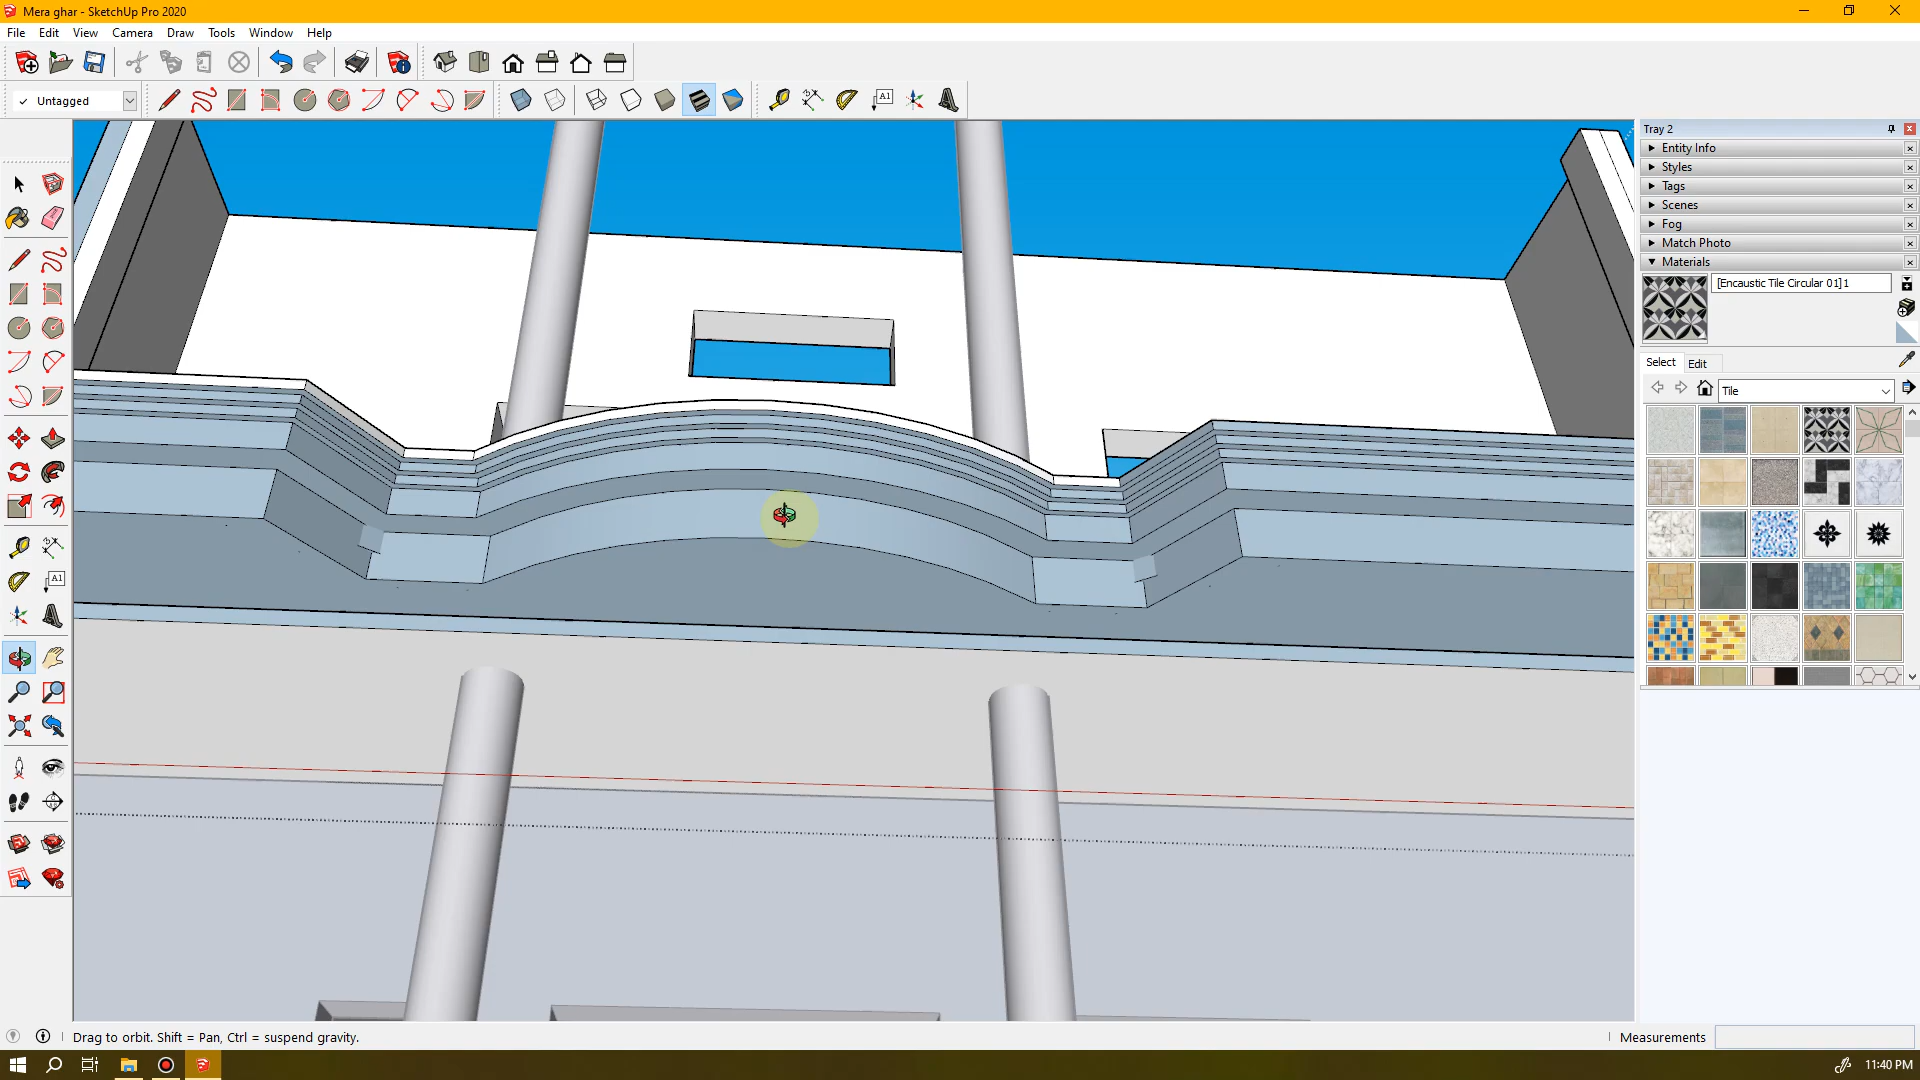 Mera ghar - SketchUp Pro 2020
File Edit View Camera Draw Tools Window Help
✓ Untagged
A1
Tray 2
Entity Info
Styles
Tags
Scenes
Fog
Match Photo
Materials
[Encaustic Tile Circular 01]1
Select Edit
Tile
A1
Drag to orbit. Shift = Pan, Ctrl = suspend gravity.
Measurements
11:40 PM